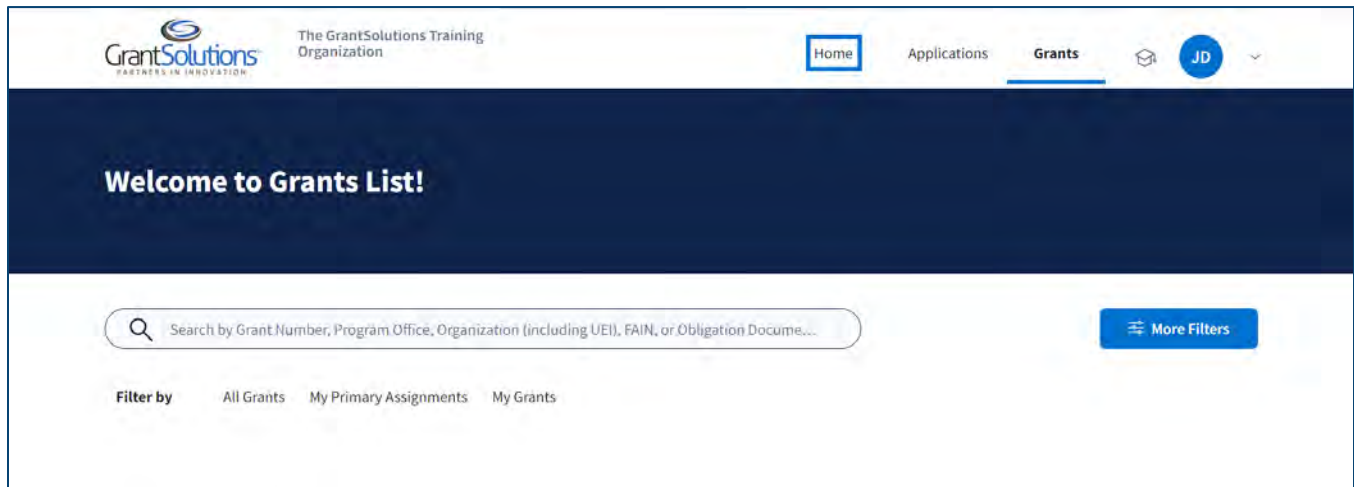 GrantSolutions
PARTNERS IN INNOVATION
The GrantSolutions Training
Organization
Home Applications Grants JD
Welcome to Grants List!
Search by Grant Number, Program Office, Organization (including UEI), FAIN, or Obligation Docume...
More Filters
Filter by All Grants My Primary Assignments My Grants